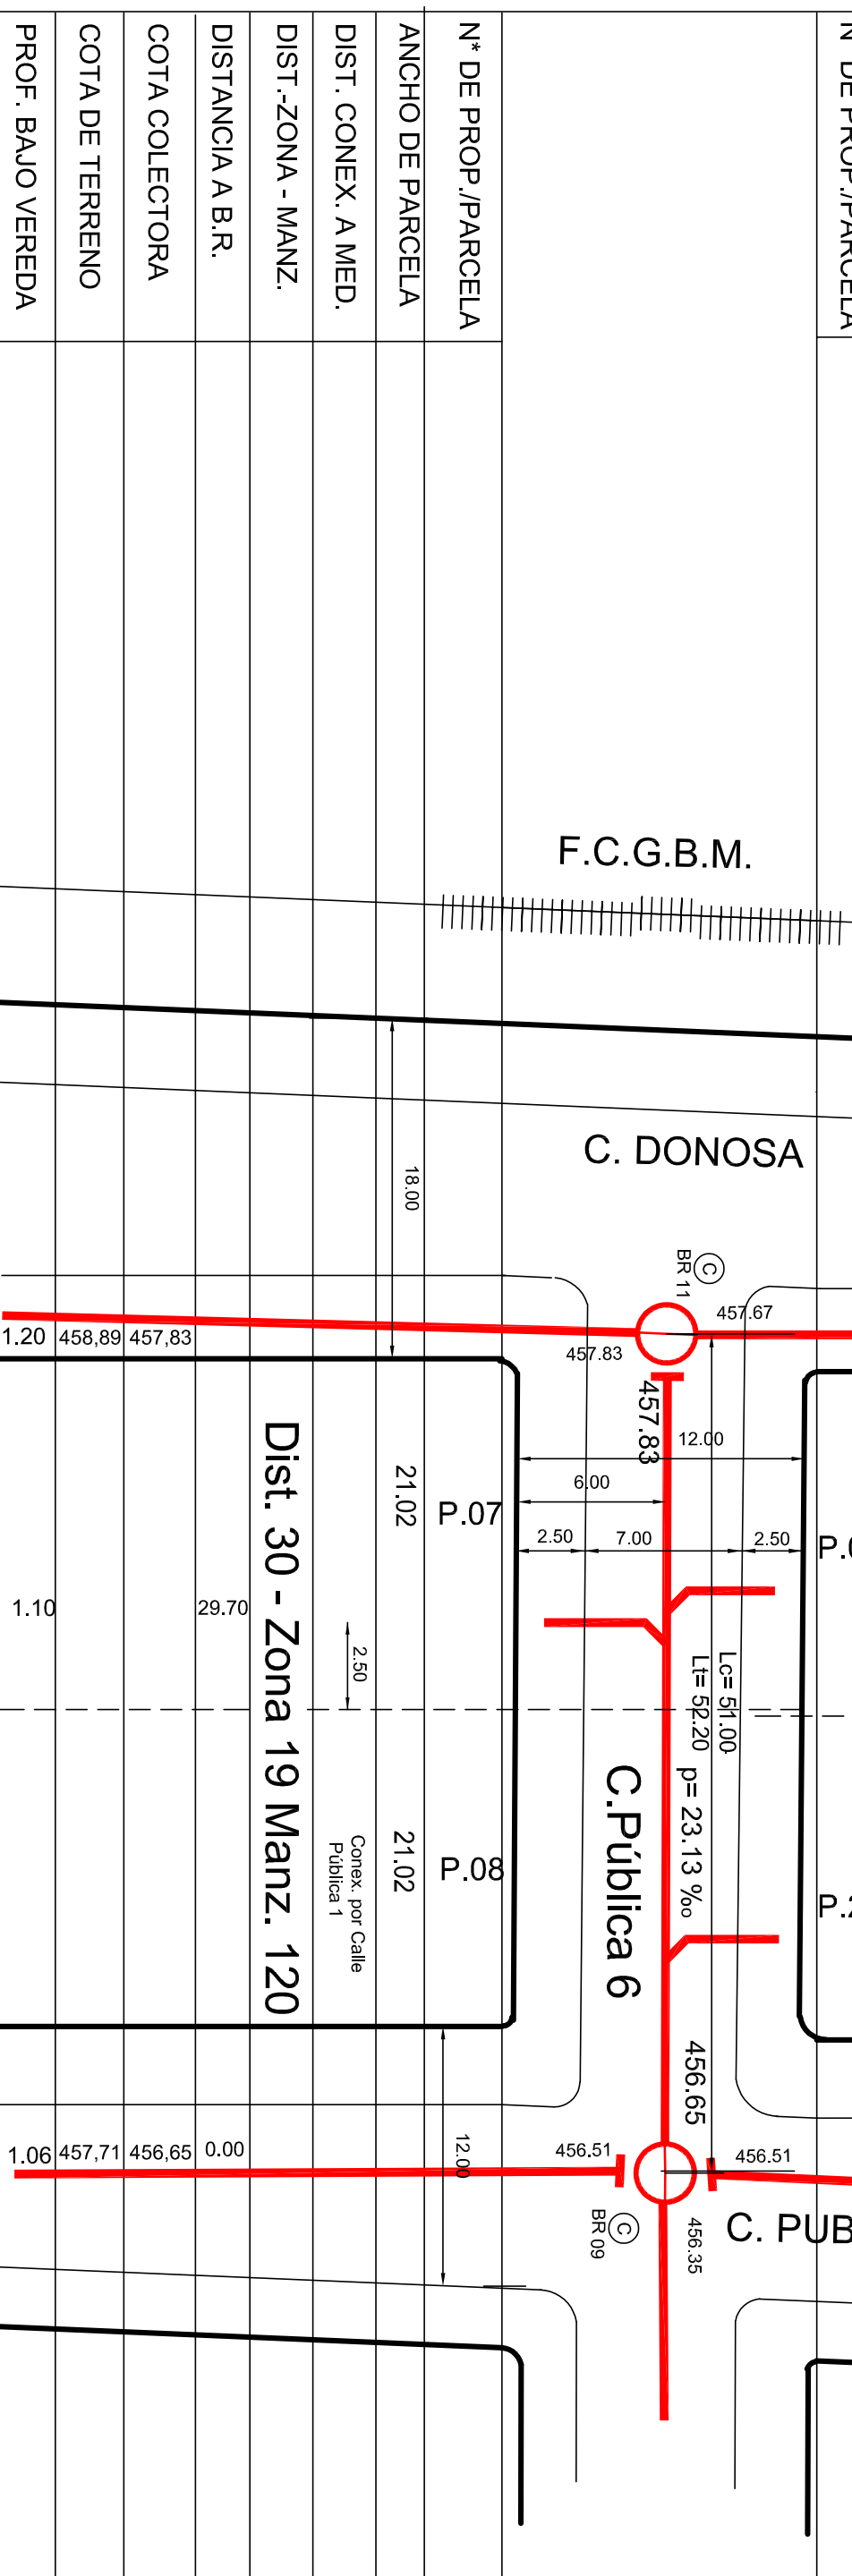 N° DE PROP./PARCELA
N* DE PROP./PARCELA
ANCHO DE PARCELA
DIST. CONEX. A MED.
DIST.-ZONA - MANZ.
DISTANCIA A B.R.
COTA COLECTORA
COTA DE TERRENO
PROF. BAJO VEREDA
F.C.G.B.M.
C. DONOSA
18.00
C
BR 11
457.67
457.83
1.20
458,89
457,83
457.83
12.00
6.00
2.50
7.00
2.50
P.07
21.02
Dist. 30 - Zona 19 Manz. 120
1.10
29.70
2.50
Lc= 51.00
Lt= 52.20
p= 23.13 ‰
C.Pública 6
P.08
21.02
Conex. por Calle
Pública 1
456.65
12.00
1.06
457,71
456,65
0.00
456.51
456.51
C
BR 09
456.35
C. PUB